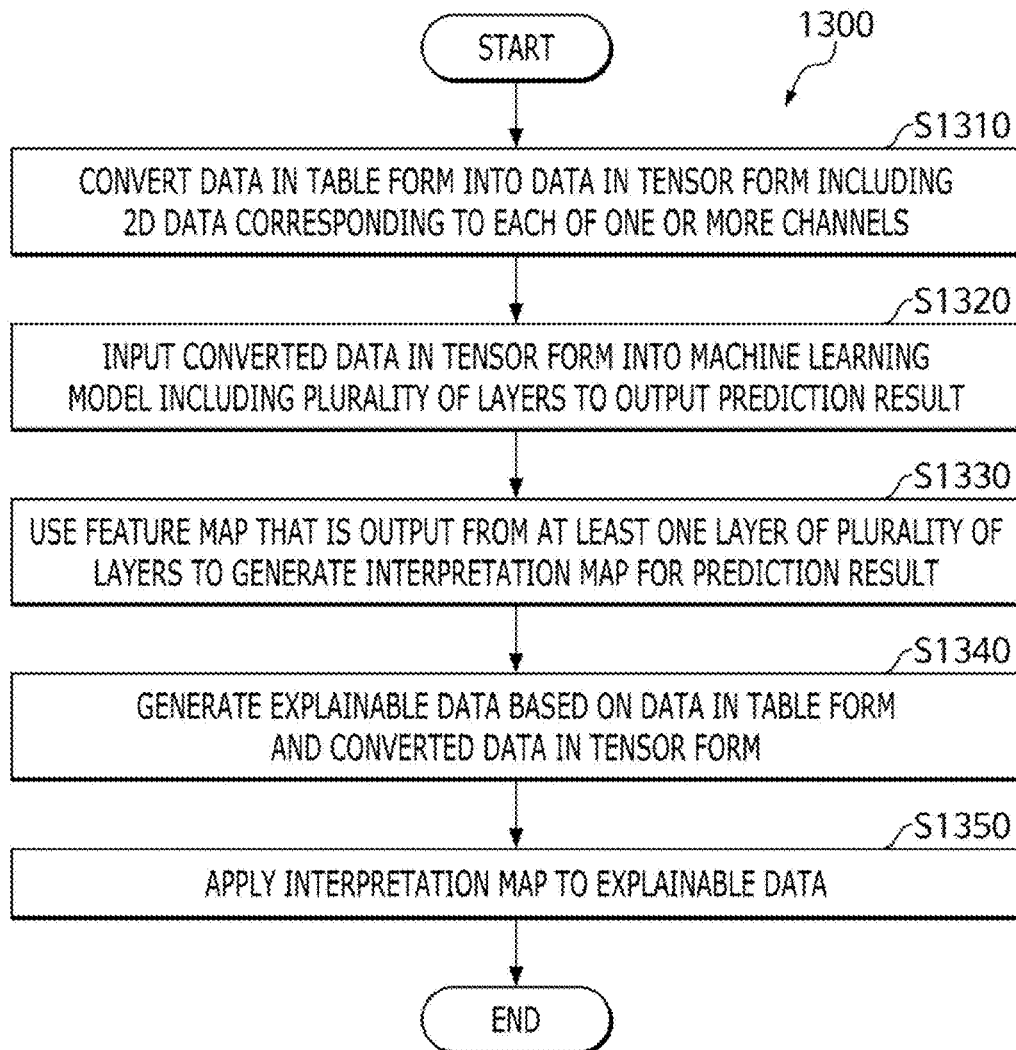 1300
START
S1310
CONVERT DATA IN TABLE FORM INTO DATA IN TENSOR FORM INCLUDING
2D DATA CORRESPONDING TO EACH OF ONE OR MORE CHANNELS
S1320
INPUT CONVERTED DATA IN TENSOR FORM INTO MACHINE LEARNING
MODEL INCLUDING PLURALITY OF LAYERS TO OUTPUT PREDICTION RESULT
S1330
USE FEATURE MAP THAT IS OUTPUT FROM AT LEAST ONE LAYER OF PLURALITY OF
LAYERS TO GENERATE INTERPRETATION MAP FOR PREDICTION RESULT
S1340
GENERATE EXPLAINABLE DATA BASED ON DATA IN TABLE FORM
AND CONVERTED DATA IN TENSOR FORM
S1350
APPLY INTERPRETATION MAP TO EXPLAINABLE DATA
END